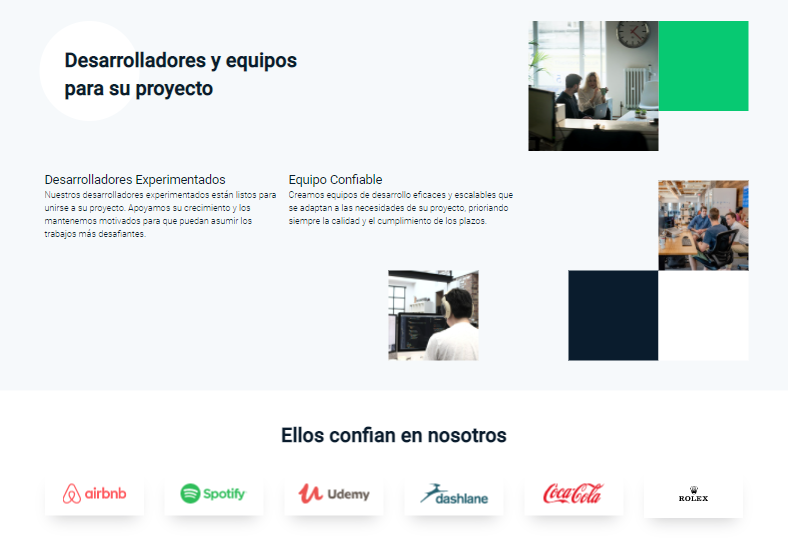 Desarrolladores y equipos
para su proyecto
Desarrolladores Experimentados
Nuestros desarrolladores experimentados están listos para
unirse a su proyecto. Apoyamos su crecimiento y los
mantenemos motivados para que puedan asumir los
trabajos más desafiantes.
Equipo Confiable
Creamos equipos de desarrollo eficaces y escalables que
se adaptan a las necesidades de su proyecto, prioriando
siempre la calidad y el cumplimiento de los plazos.
Ellos confian en nosotros
airbnb
Spotify
Udemy
dashlane
Coca-Cola
ROLEX